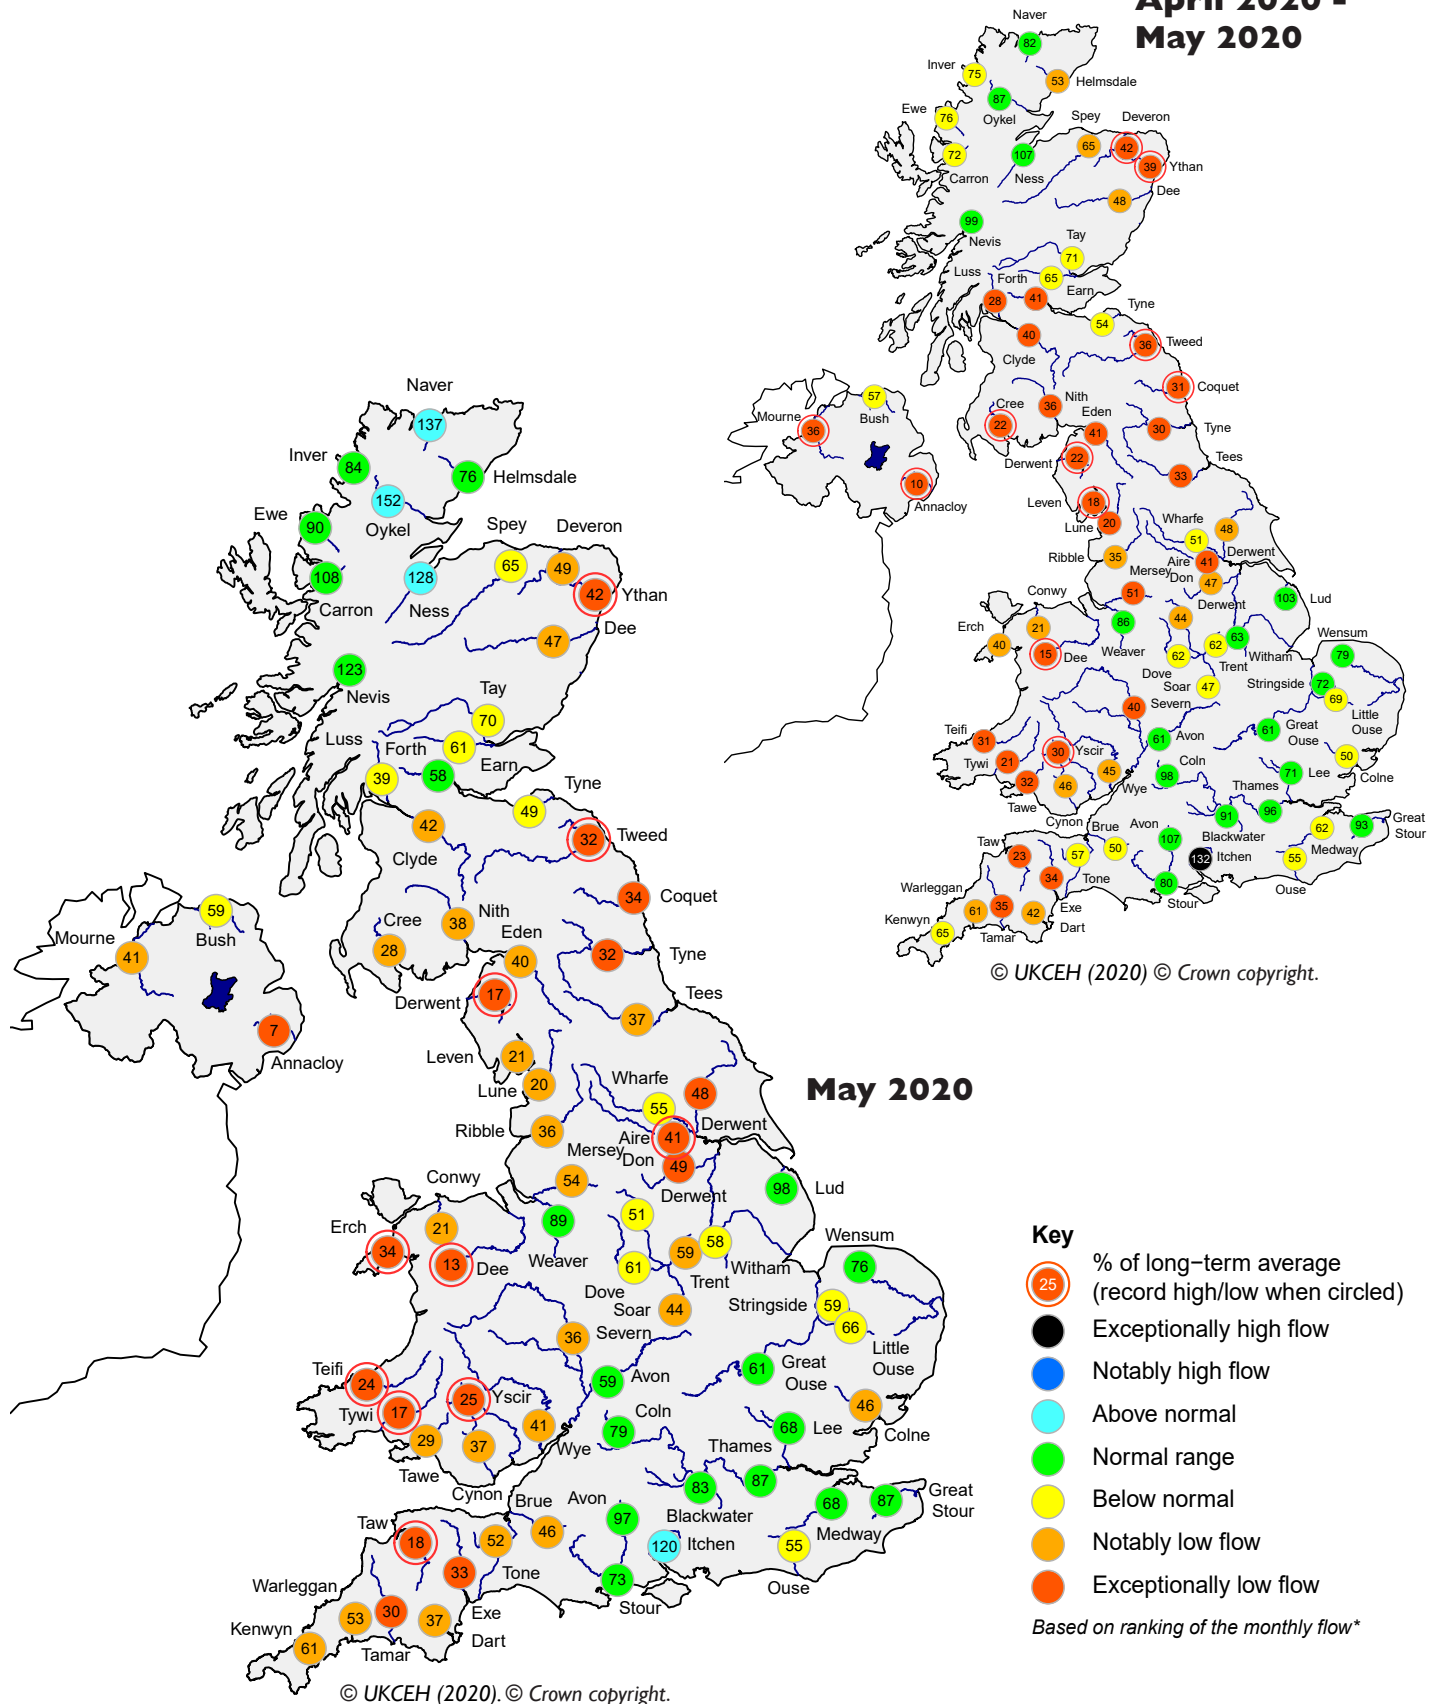 April 2020 -
May 2020
Naver
82
Inver
75
53
Helmsdale
87
Oykel
Ewe
76
Spey
Deveron
65
42
72
107
39
Ythan
Carron
Ness
Dee
48
99
Nevis
Tay
71
Luss
Forth
65
Earn
28
41
Tyne
54
40
36
Tweed
Clyde
31
Coquet
57
Bush
Mourne
36
Cree
22
36
Nith
Eden
41
30
Tyne
10
Annacloy
Derwent
22
Tees
33
Leven
18
Lune
20
Wharfe
48
51
Derwent
Ribble
35
Aire
41
Mersey
Don
47
51
103
Lud
Conwy
Derwent
Erch
21
86
44
63
Wensum
40
15
Dee
Weaver
62
62
Witham
79
Trent
Dove
Soar
47
Stringside
72
69
40
Severn
Little
Ouse
Teifi
31
30
Yscir
61
Avon
61
Great
Ouse
Tywi
21
50
Colne
32
46
45
Coln
98
71
Lee
Tawe
Wye
Thames
Cynon
Brue
Avon
91
96
Great
Stour
Taw
107
Blackwater
62
93
23
57
50
132
Itchen
55
Medway
34
Tone
80
Ouse
Warleggan
Stour
61
35
42
Exe
Kenwyn
65
Tamar
Dart
© UKCEH (2020) © Crown copyright.
Naver
137
Inver
84
76
Helmsdale
152
Oykel
Ewe
90
Spey
Deveron
65
49
108
128
42
Ythan
Carron
Ness
Dee
47
123
Nevis
Tay
70
Luss
Forth
61
Earn
39
58
Tyne
49
42
32
Tweed
Clyde
34
Coquet
59
Bush
Mourne
41
Cree
28
38
Nith
Eden
40
32
Tyne
7
Annacloy
Derwent
17
Tees
37
Leven
21
Lune
20
Wharfe
48
55
Derwent
May 2020
Ribble
36
Aire
41
Mersey
Don
49
54
98
Lud
Conwy
Derwent
Erch
21
89
51
58
Wensum
34
13
Dee
Weaver
61
59
Witham
76
Trent
Dove
Soar
44
Stringside
59
66
36
Severn
Little
Ouse
Teifi
24
25
Yscir
59
Avon
61
Great
Ouse
Tywi
17
46
Colne
29
37
41
Coln
79
68
Lee
Tawe
Wye
Thames
Cynon
Brue
Avon
83
87
Great
Stour
Taw
97
Blackwater
68
87
18
52
46
120
Itchen
55
Medway
33
Tone
73
Ouse
Warleggan
Stour
53
30
37
Exe
Kenwyn
61
Tamar
Dart
© UKCEH (2020). © Crown copyright.
Key
25
% of long−term average
(record high/low when circled)
Exceptionally high flow
Notably high flow
Above normal
Normal range
Below normal
Notably low flow
Exceptionally low flow
Based on ranking of the monthly flow*